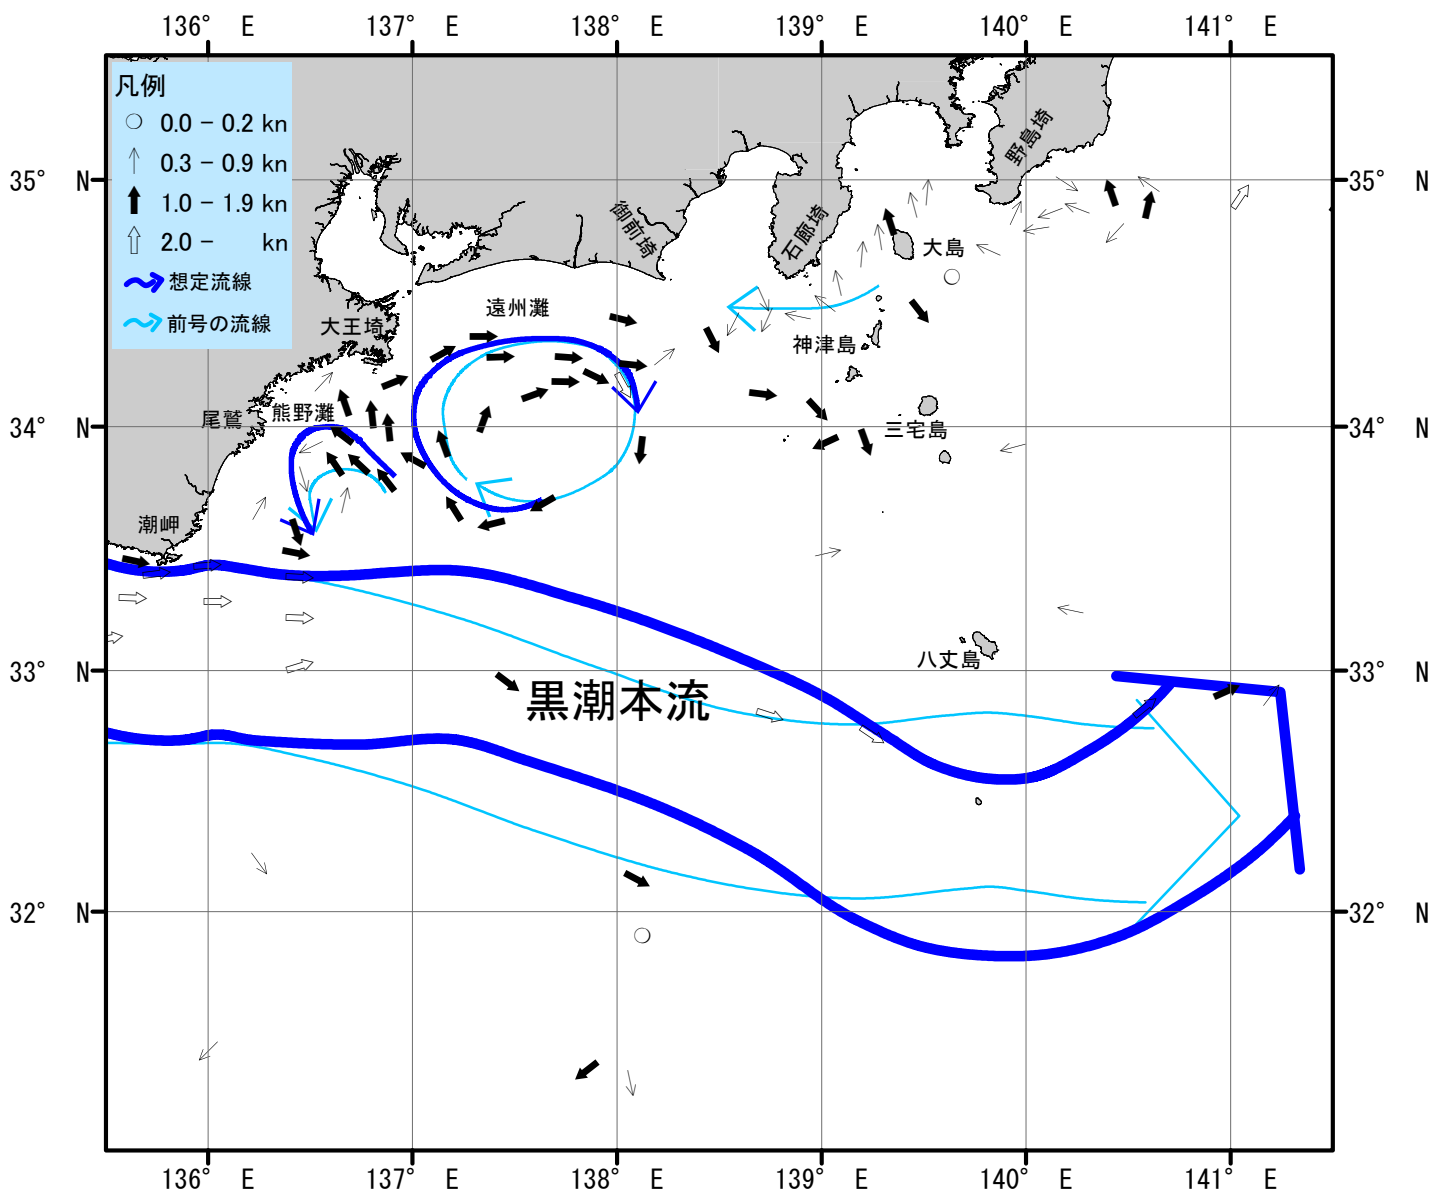 136° E
137° E
138° E
139° E
140° E
141° E
凡例
0.0 - 0.2 kn
0.3 - 0.9 kn
1.0 - 1.9 kn
2.0 - kn
想定流線
前号の流線
35° N
35° N
野島埼
御前埼
石廊埼
大島
遠州灘
大王埼
神津島
34° N
尾鷲
熊野灘
三宅島
34° N
潮岬
八丈島
33° N
33° N
黒潮本流
32° N
32° N
136° E
137° E
138° E
139° E
140° E
141° E